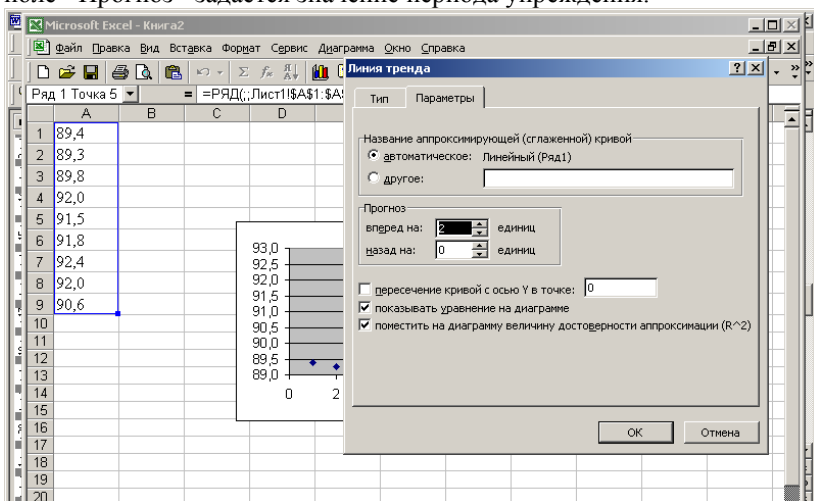 поле «Прогноз» задается значение периода упреждения.
Microsoft Excel - Книга2
Файл Правка Вид Вставка Формат Сервис Диаграмма Окно Справка
Ряд 1 Точка 5 = =РЯД(;;Лист1!$A$1:$A
A B C D
1 89,4
2 89,3
3 89,8
4 92,0
5 91,5
6 91,8
7 92,4
8 92,0
9 90,6
10
11
12
13
14
15
16
17
18
19
20
93,0
92,5
92,0
91,5
91,0
90,5
90,0
89,5
89,0
0 2
Линия тренда
Тип Параметры
Название аппроксимирующей (сглаженной) кривой
автоматическое: Линейный (Ряд1)
другое:
Прогноз
вперед на: 2 единиц
назад на: 0 единиц
пересечение кривой с осью Y в точке: 0
показывать уравнение на диаграмме
поместить на диаграмму величину достоверности аппроксимации (R^2)
ОК Отмена